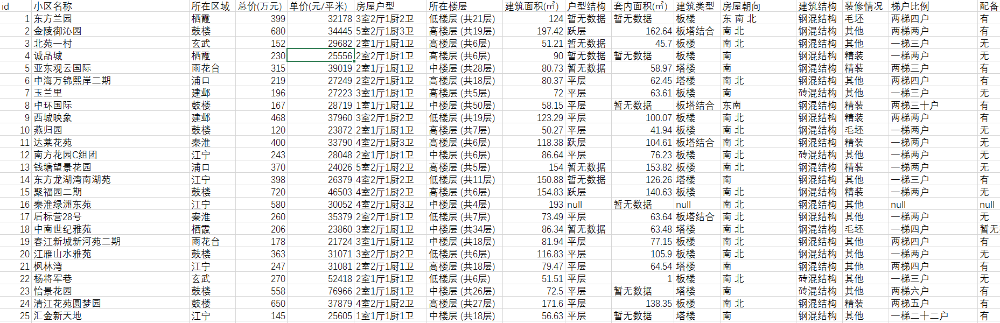 id 小区名称 所在区域 总价(万元) 单价(元/平米) 房屋户型 所在楼层 建筑面积(㎡) 户型结构 套内面积(㎡) 建筑类型 房屋朝向 建筑结构 装修情况 梯户比例 配备
1 东方兰园 栖霞 399 32178 3室2厅1厨2卫 低楼层 (共21层) 124 暂无数据 暂无数据 板楼 东 南 北 钢混结构 毛坯 两梯四户 有
2 金陵御沁园 鼓楼 680 34445 5室2厅1厨3卫 高楼层 (共19层) 197.42 跃层 162.64 板塔结合 南 北 钢混结构 其他 两梯两户 有
3 北苑一村 玄武 152 29682 2室1厅1厨1卫 高楼层 (共6层) 51.21 暂无数据 45.7 板楼 南 北 钢混结构 其他 一梯三户 无
4 诚品城 栖霞 230 25556 2室2厅1厨1卫 高楼层 (共6层) 90 暂无数据 暂无数据 板楼 南 钢混结构 精装 一梯两户 无
5 亚东观云国际 雨花台 315 39019 2室1厅1厨1卫 中楼层 (共28层) 80.73 暂无数据 58.97 塔楼 南 钢混结构 精装 两梯三户 有
6 中海万锦熙岸二期 浦口 219 27249 2室2厅1厨1卫 高楼层 (共18层) 80.37 平层 62.45 塔楼 南 北 钢混结构 其他 两梯四户 有
7 玉兰里 建邺 196 27223 3室1厅1厨1卫 高楼层 (共5层) 72 平层 63.61 板楼 南 砖混结构 其他 一梯三户 无
8 中环国际 鼓楼 167 28719 1室1厅1厨1卫 中楼层 (共50层) 58.15 平层 暂无数据 板塔结合 东南 钢混结构 精装 两梯三十户 有
9 西城映象 建邺 468 37960 3室2厅1厨2卫 低楼层 (共19层) 123.29 平层 100.07 板楼 南 北 钢混结构 精装 两梯两户 有
10 燕归园 鼓楼 120 23872 2室1厅1厨1卫 高楼层 (共7层) 50.27 平层 41.94 板楼 南 北 钢混结构 毛坯 一梯两户 无
11 达莱花苑 秦淮 400 33790 4室2厅1厨3卫 高楼层 (共6层) 118.38 跃层 104.61 板塔结合 南 北 钢混结构 精装 一梯两户 无
12 南方花园C组团 江宁 243 28048 2室1厅1厨1卫 中楼层 (共6层) 86.64 平层 76.23 板楼 南 北 砖混结构 其他 一梯两户 无
13 钱塘望景花园 浦口 370 24026 5室2厅1厨2卫 高楼层 (共5层) 154 暂无数据 153.82 板楼 南 北 钢混结构 精装 一梯两户 无
14 东方龙湖湾南湖苑 江宁 398 26379 4室2厅1厨2卫 低楼层 (共11层) 150.88 暂无数据 126.26 塔楼 南 钢混结构 其他 一梯三户 有
15 聚福园二期 鼓楼 720 46503 4室2厅1厨2卫 高楼层 (共6层) 154.83 跃层 140.63 板楼 南 北 钢混结构 精装 一梯两户 无
16 秦淮绿洲东苑 江宁 580 30052 4室2厅1厨3卫 中楼层 (共4层) 193 null 暂无数据 null 南 北 钢混结构 其他 null null
17 后标营28号 秦淮 260 35379 2室2厅1厨1卫 低楼层 (共7层) 73.49 平层 63.64 板塔结合 南 北 钢混结构 其他 一梯两户 无
18 中南世纪雅苑 栖霞 206 23860 3室2厅1厨1卫 中楼层 (共34层) 86.34 暂无数据 63.48 塔楼 南 北 钢混结构 毛坯 一梯四户 暂无
19 春江新城新河苑二期 雨花台 178 21724 3室1厅1厨1卫 中楼层 (共18层) 81.94 平层 77.15 板楼 南 北 钢混结构 其他 两梯四户 有
20 江雁山水雅苑 鼓楼 363 31071 3室2厅1厨2卫 低楼层 (共6层) 116.83 平层 105.9 板楼 南 北 钢混结构 其他 一梯两户 无
21 枫林湾 江宁 247 31081 2室2厅1厨1卫 高楼层 (共18层) 79.47 平层 64.54 塔楼 南 钢混结构 其他 两梯四户 有
22 杨将军巷 玄武 270 52418 2室1厅1厨1卫 低楼层 (共6层) 51.51 平层 1 板楼 南 北 砖混结构 其他 一梯三户 无
23 怡景花园 鼓楼 558 76966 2室1厅1厨1卫 中楼层 (共26层) 72.5 平层 暂无数据 塔楼 南 砖混结构 其他 两梯六户 有
24 清江花苑圆梦园 鼓楼 650 37879 4室2厅1厨2卫 高楼层 (共27层) 171.6 平层 138.35 板楼 南 北 钢混结构 精装 两梯五户 有
25 汇金新天地 江宁 145 25605 1室1厅1厨1卫 中楼层 (共18层) 56.63 平层 暂无数据 塔楼 南 钢混结构 其他 一梯二十二户 有